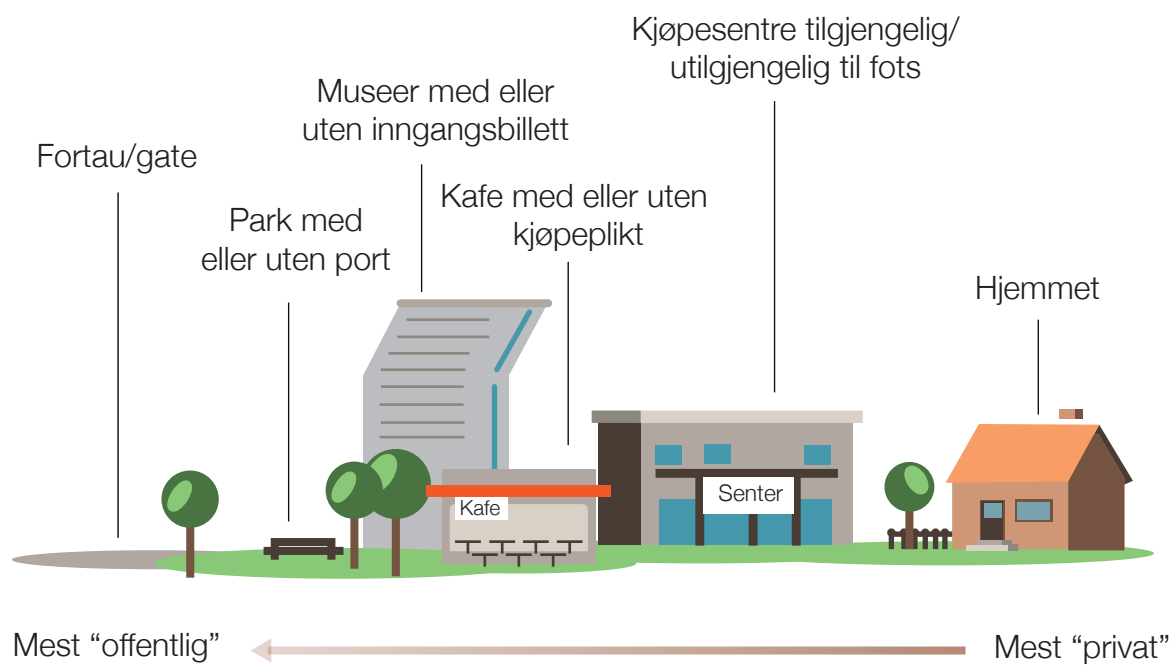 Kjøpesentre tilgjengelig/
utilgjengelig til fots
Museer med eller
uten inngangsbillett
Fortau/gate
Kafe med eller uten
kjøpeplikt
Park med
eller uten port
Hjemmet
Senter
Kafe
Mest “offentlig”
Mest “privat”